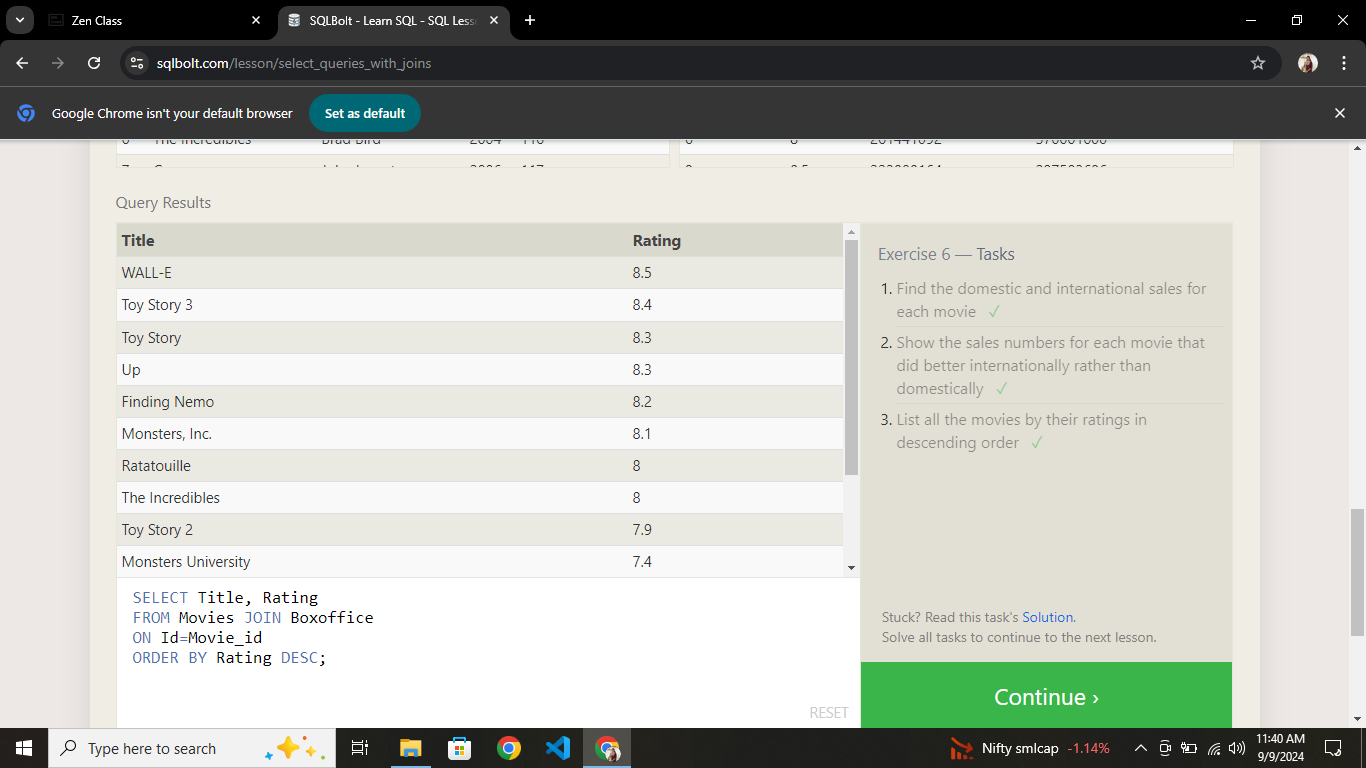 Zen Class
SQLBolt - Learn SQL - SQL Less
sqlbolt.com/lesson/select_queries_with_joins
Google Chrome isn't your default browser
Set as default
Query Results
Title Rating
WALL-E 8.5
Toy Story 3 8.4
Toy Story 8.3
Up 8.3
Finding Nemo 8.2
Monsters, Inc. 8.1
Ratatouille 8
The Incredibles 8
Toy Story 2 7.9
Monsters University 7.4
SELECT Title, Rating
FROM Movies JOIN Boxoffice
ON Id=Movie_id
ORDER BY Rating DESC;
RESET
Exercise 6 — Tasks
1. Find the domestic and international sales for
each movie ✓
2. Show the sales numbers for each movie that
did better internationally rather than
domestically ✓
3. List all the movies by their ratings in
descending order ✓
Stuck? Read this task's Solution.
Solve all tasks to continue to the next lesson.
Continue ›
Type here to search
Nifty smlcap -1.14%
11:40 AM
9/9/2024